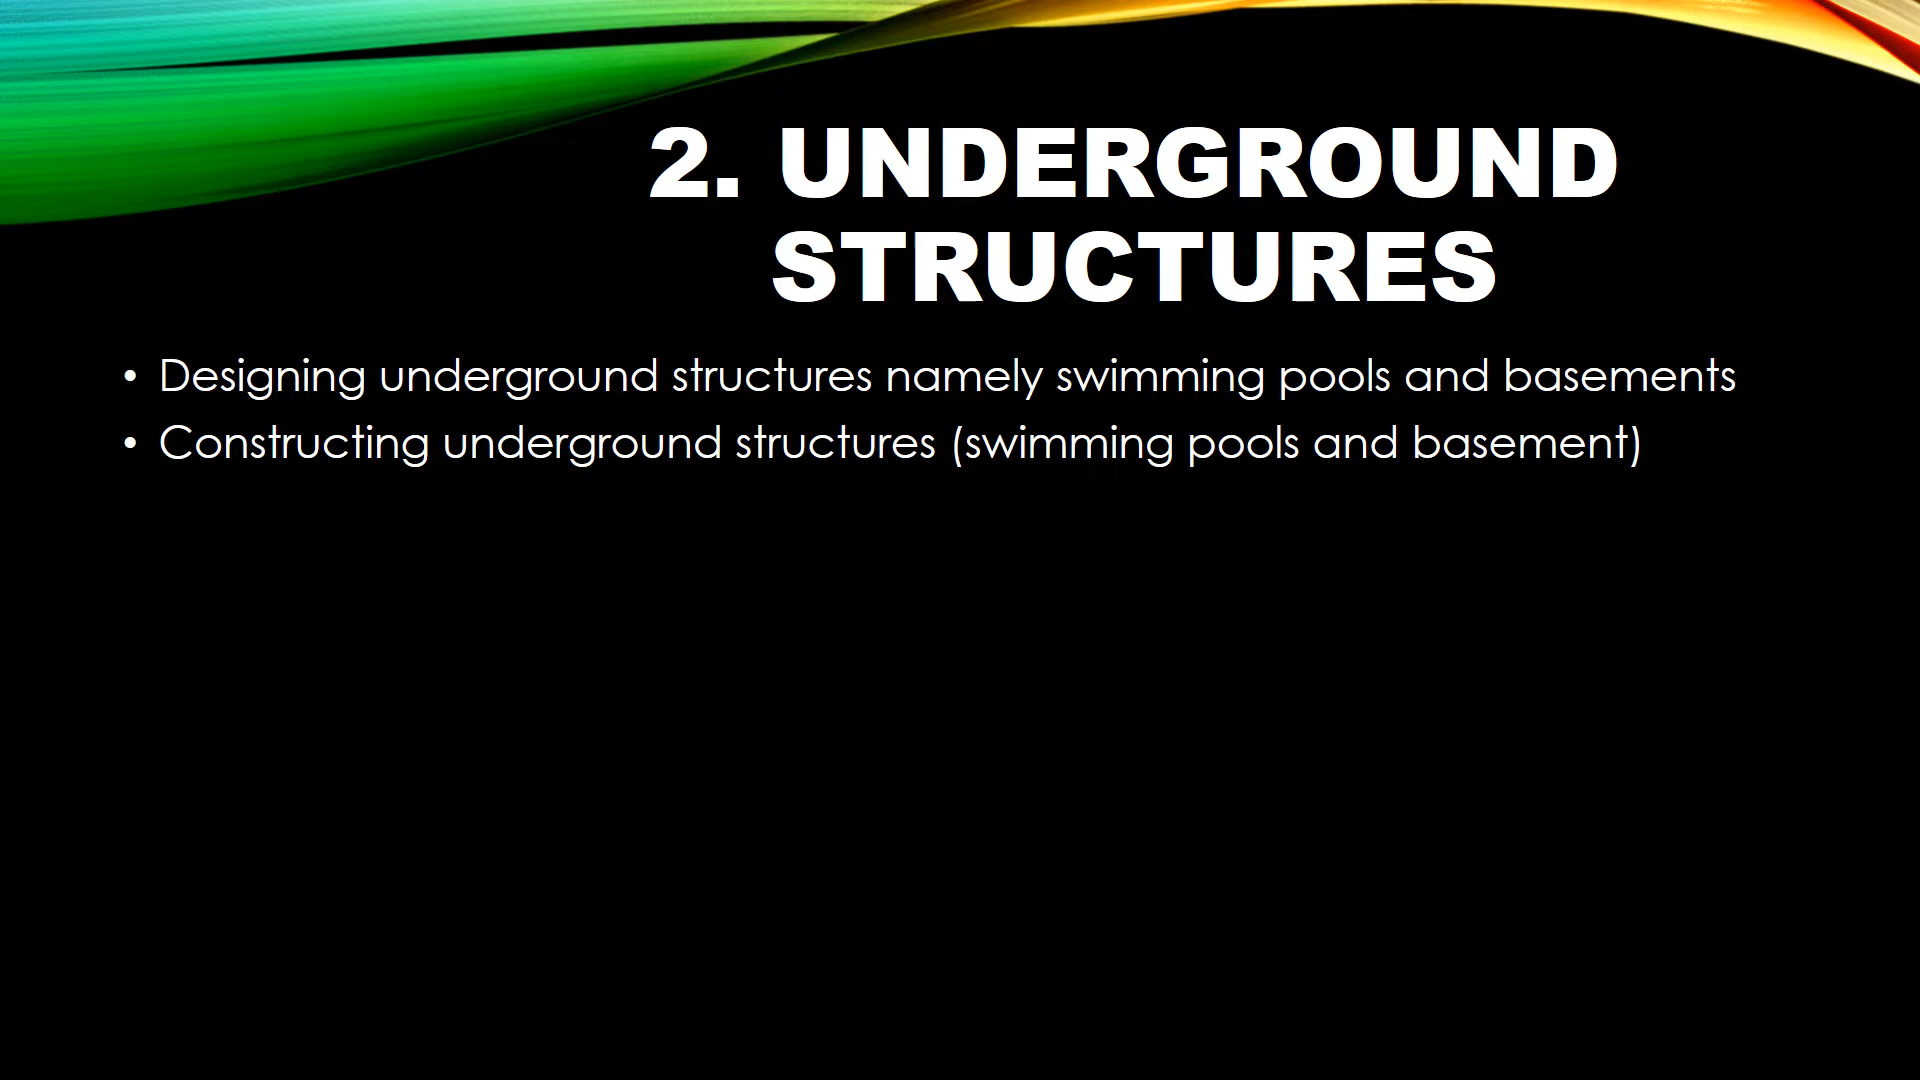 2. UNDERGROUND
STRUCTURES
• Designing underground structures namely swimming pools and basements
• Constructing underground structures (swimming pools and basement)